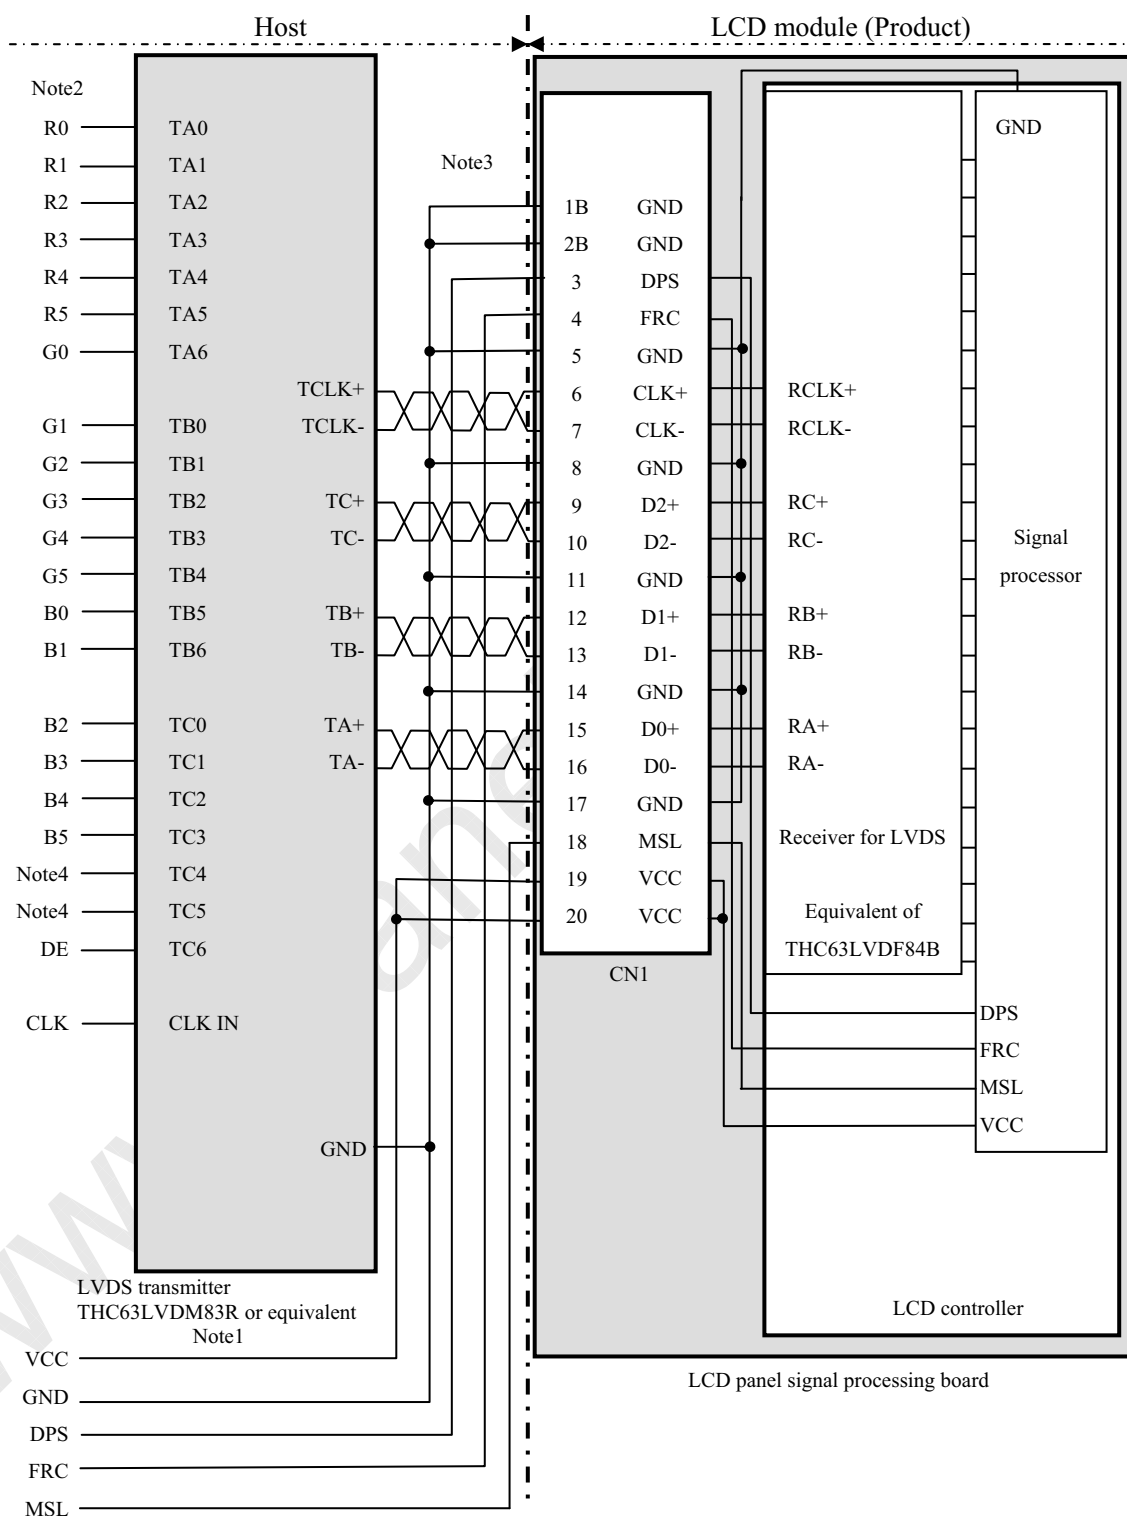 Host
LCD module (Product)
Note2
R0 TA0
R1 TA1
R2 TA2
R3 TA3
R4 TA4
R5 TA5
G0 TA6
G1 TB0
G2 TB1
G3 TB2
G4 TB3
G5 TB4
B0 TB5
B1 TB6
B2 TC0
B3 TC1
B4 TC2
B5 TC3
Note4 TC4
Note4 TC5
DE TC6
CLK CLK IN
TCLK+
TCLK-
TC+
TC-
TB+
TB-
TA+
TA-
GND
LVDS transmitter
THC63LVDM83R or equivalent
Note1
VCC
GND
DPS
FRC
MSL
Note3
1B GND
2B GND
3 DPS
4 FRC
5 GND
6 CLK+
7 CLK-
8 GND
9 D2+
10 D2-
11 GND
12 D1+
13 D1-
14 GND
15 D0+
16 D0-
17 GND
18 MSL
19 VCC
20 VCC
CN1
RCLK+
RCLK-
RC+
RC-
RB+
RB-
RA+
RA-
Receiver for LVDS
Equivalent of
THC63LVDF84B
GND
Signal
processor
DPS
FRC
MSL
VCC
LCD controller
LCD panel signal processing board